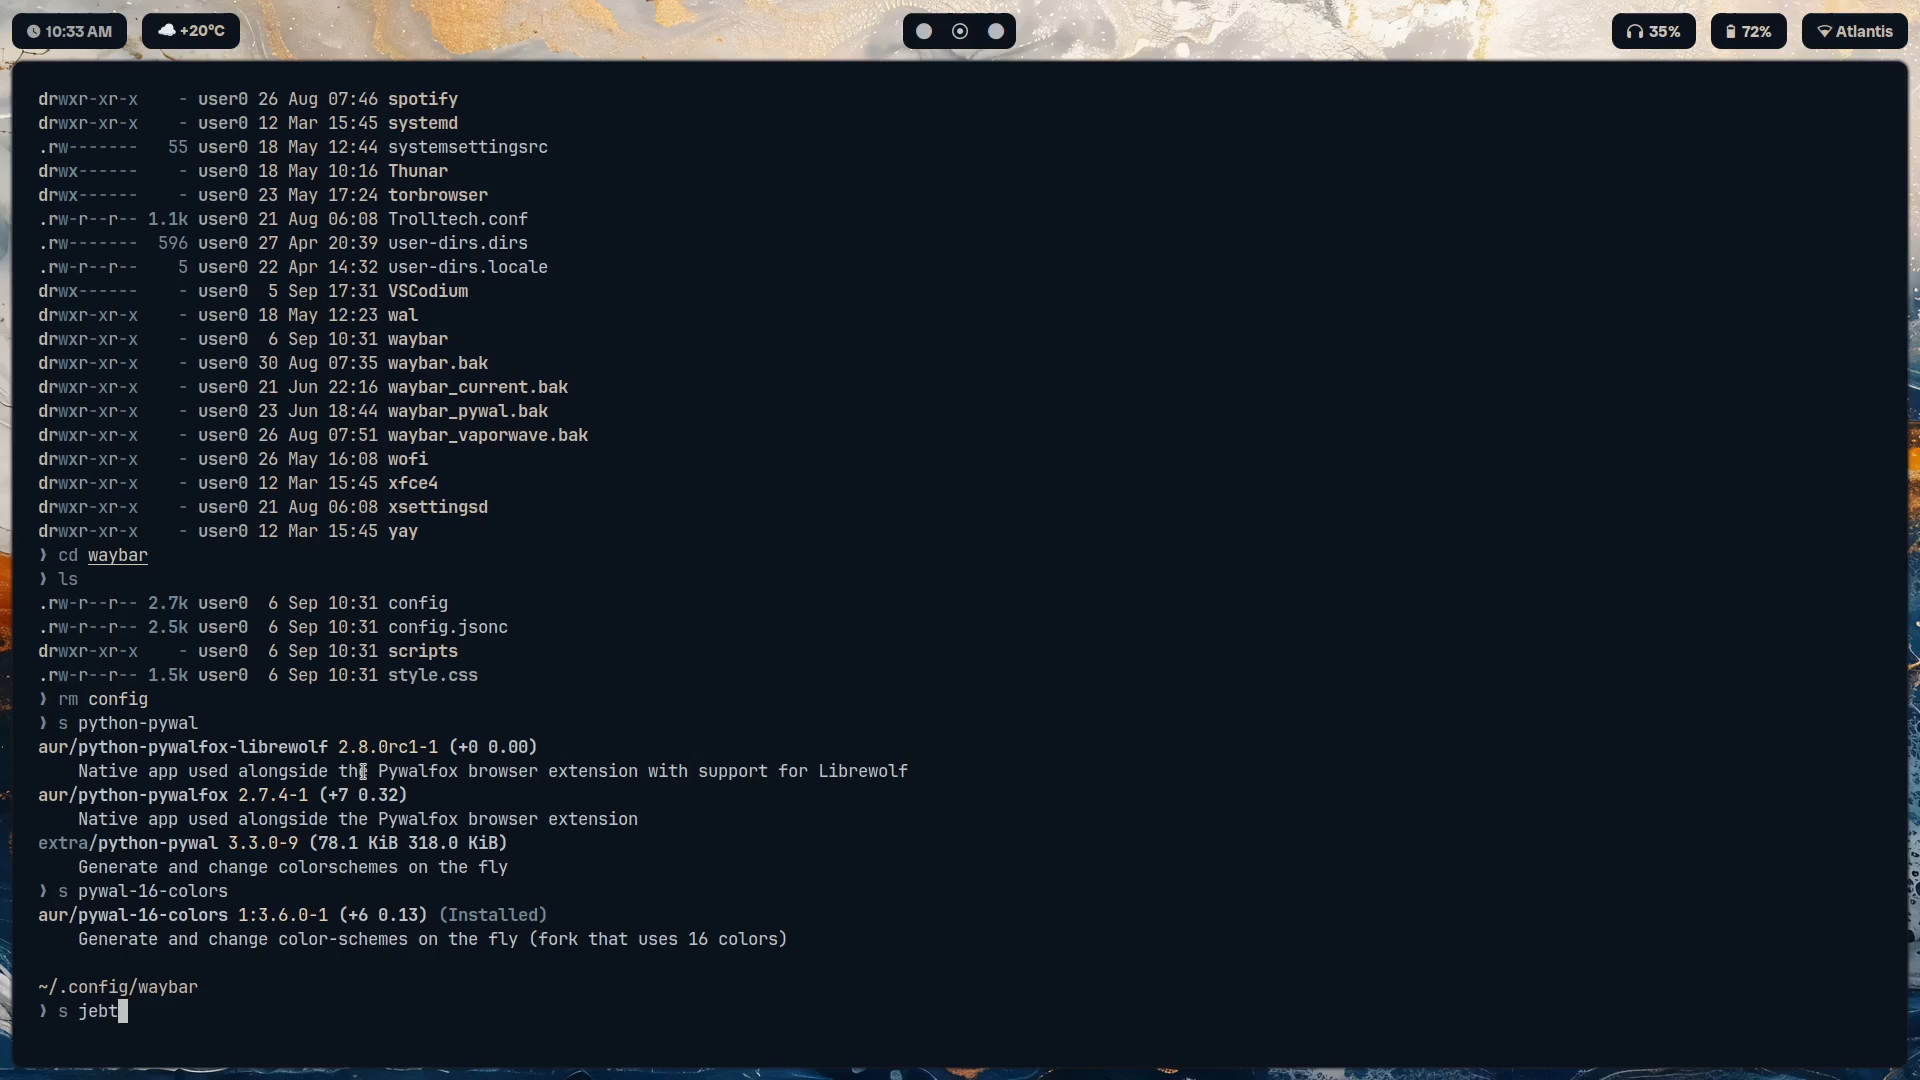 10:33 AM +20°C 35% 72% Atlantis
drwxr-xr-x - user0 26 Aug 07:46 spotify
drwxr-xr-x - user0 12 Mar 15:45 systemd
.rw------- 55 user0 18 May 12:44 systemsettingsrc
drwx------ - user0 18 May 10:16 Thunar
drwx------ - user0 23 May 17:24 torbrowser
.rw-r--r-- 1.1k user0 21 Aug 06:08 Trolltech.conf
.rw------- 596 user0 27 Apr 20:39 user-dirs.dirs
.rw-r--r-- 5 user0 22 Apr 14:32 user-dirs.locale
drwx------ - user0 5 Sep 17:31 VSCodium
drwxr-xr-x - user0 18 May 12:23 wal
drwxr-xr-x - user0 6 Sep 10:31 waybar
drwxr-xr-x - user0 30 Aug 07:35 waybar.bak
drwxr-xr-x - user0 21 Jun 22:16 waybar_current.bak
drwxr-xr-x - user0 23 Jun 18:44 waybar_pywal.bak
drwxr-xr-x - user0 26 Aug 07:51 waybar_vaporwave.bak
drwxr-xr-x - user0 26 May 16:08 wofi
drwxr-xr-x - user0 12 Mar 15:45 xfce4
drwxr-xr-x - user0 21 Aug 06:08 xsettingsd
drwxr-xr-x - user0 12 Mar 15:45 yay
❯ cd waybar
❯ ls
.rw-r--r-- 2.7k user0 6 Sep 10:31 config
.rw-r--r-- 2.5k user0 6 Sep 10:31 config.jsonc
drwxr-xr-x - user0 6 Sep 10:31 scripts
.rw-r--r-- 1.5k user0 6 Sep 10:31 style.css
❯ rm config
❯ s python-pywal
aur/python-pywalfox-librewolf 2.8.0rc1-1 (+0 0.00)
Native app used alongside the Pywalfox browser extension with support for Librewolf
aur/python-pywalfox 2.7.4-1 (+7 0.32)
Native app used alongside the Pywalfox browser extension
extra/python-pywal 3.3.0-9 (78.1 KiB 318.0 KiB)
Generate and change colorschemes on the fly
❯ s pywal-16-colors
aur/pywal-16-colors 1:3.6.0-1 (+6 0.13) (Installed)
Generate and change color-schemes on the fly (fork that uses 16 colors)
~/.config/waybar
❯ s jebt